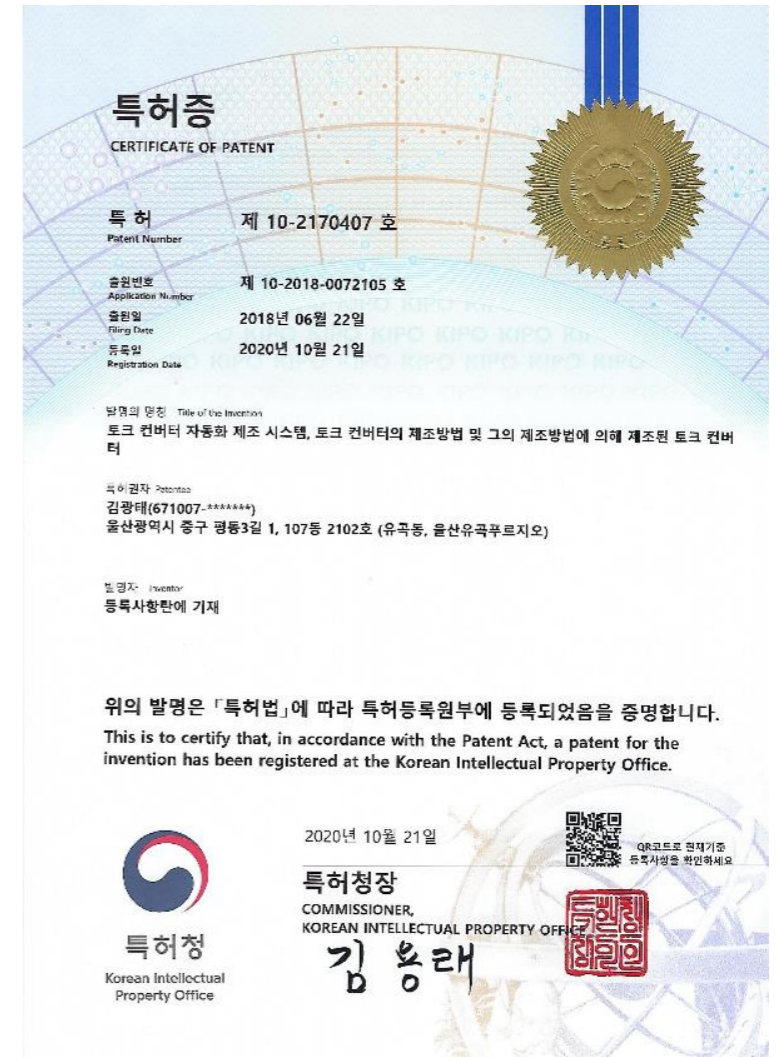 특허증
CERTIFICATE OF PATENT
특 허 제 10-2170407 호
Patent Number
출원번호 제 10-2018-0072105 호
Application Number
출원일 2018년 06월 22일
Filing Date
등록일 2020년 10월 21일
Registration Date
발명의 명칭 Title of the Invention
토크 컨버터 자동화 제조 시스템, 토크 컨버터의 제조방법 및 그의 제조방법에 의해 제조된 토크 컨버
터
특허권자 Patentee
김광태(671007-*******)
울산광역시 중구 평동3길 1, 107동 2102호 (유곡동, 울산유곡푸르지오)
발명자 Inventor
등록사항란에 기재
위의 발명은 「특허법」에 따라 특허등록원부에 등록되었음을 증명합니다.
This is to certify that, in accordance with the Patent Act, a patent for the
invention has been registered at the Korean Intellectual Property Office.
2020년 10월 21일
QR코드로 현재기준
등록사항을 확인하세요
특허청장
COMMISSIONER,
KOREAN INTELLECTUAL PROPERTY OFFICE
김용래
특허청
Korean Intellectual
Property Office